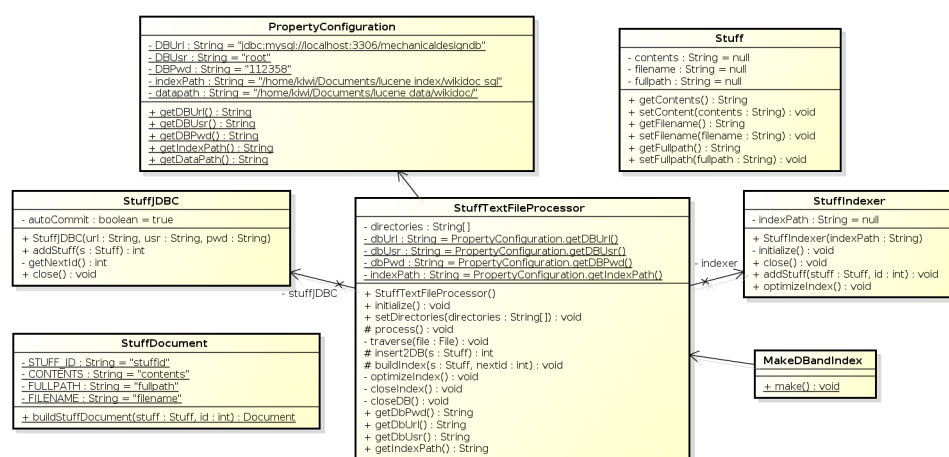 PropertyConfiguration
- DBUrl : String = "jdbc:mysql://localhost:3306/mechanicaldesigndb"
- DBUsr : String = "root"
- DBPwd : String = "112358"
- indexPath : String = "/home/kiwi/Documents/lucene index/wikidoc sql"
- datapath : String = "/home/kiwi/Documents/lucene data/wikidoc/"
+ getDBUrl() : String
+ getDBUsr() : String
+ getDBPwd() : String
+ getIndexPath() : String
+ getDataPath() : String
Stuff
- contents : String = null
- filename : String = null
- fullpath : String = null
+ getContents() : String
+ setContent(contents : String) : void
+ getFilename() : String
+ setFilename(filename : String) : void
+ getFullpath() : String
+ setFullpath(fullpath : String) : void
StuffJDBC
- autoCommit : boolean = true
+ StuffJDBC(url : String, usr : String, pwd : String)
+ addStuff(s : Stuff) : int
- getNextId() : int
+ close() : void
- stuffJDBC
StuffTextFileProcessor
- directories : String[]
- dbUrl : String = PropertyConfiguration.getDBUrl()
- dbUsr : String = PropertyConfiguration.getDBUsr()
- dbPwd : String = PropertyConfiguration.getDBPwd()
- indexPath : String = PropertyConfiguration.getIndexPath()
+ StuffTextFileProcessor()
+ initialize() : void
+ setDirectories(directories : String[]) : void
# process() : void
- traverse(file : File) : void
# insert2DB(s : Stuff) : int
# buildIndex(s : Stuff, nextid : int) : void
- optimizeIndex() : void
- closeIndex() : void
- closeDB() : void
+ getDbPwd() : String
+ getDbUrl() : String
+ getDbUsr() : String
+ getIndexPath() : String
- indexer
StuffIndexer
- indexPath : String = null
+ StuffIndexer(indexPath : String)
- initialize() : void
+ close() : void
+ addStuff(stuff : Stuff, id : int) : void
+ optimizeIndex() : void
StuffDocument
- STUFF_ID : String = "stuffid"
- CONTENTS : String = "contents"
- FULLPATH : String = "fullpath"
- FILENAME : String = "filename"
+ buildStuffDocument(stuff : Stuff, id : int) : Document
MakeDBandIndex
+ make() : void